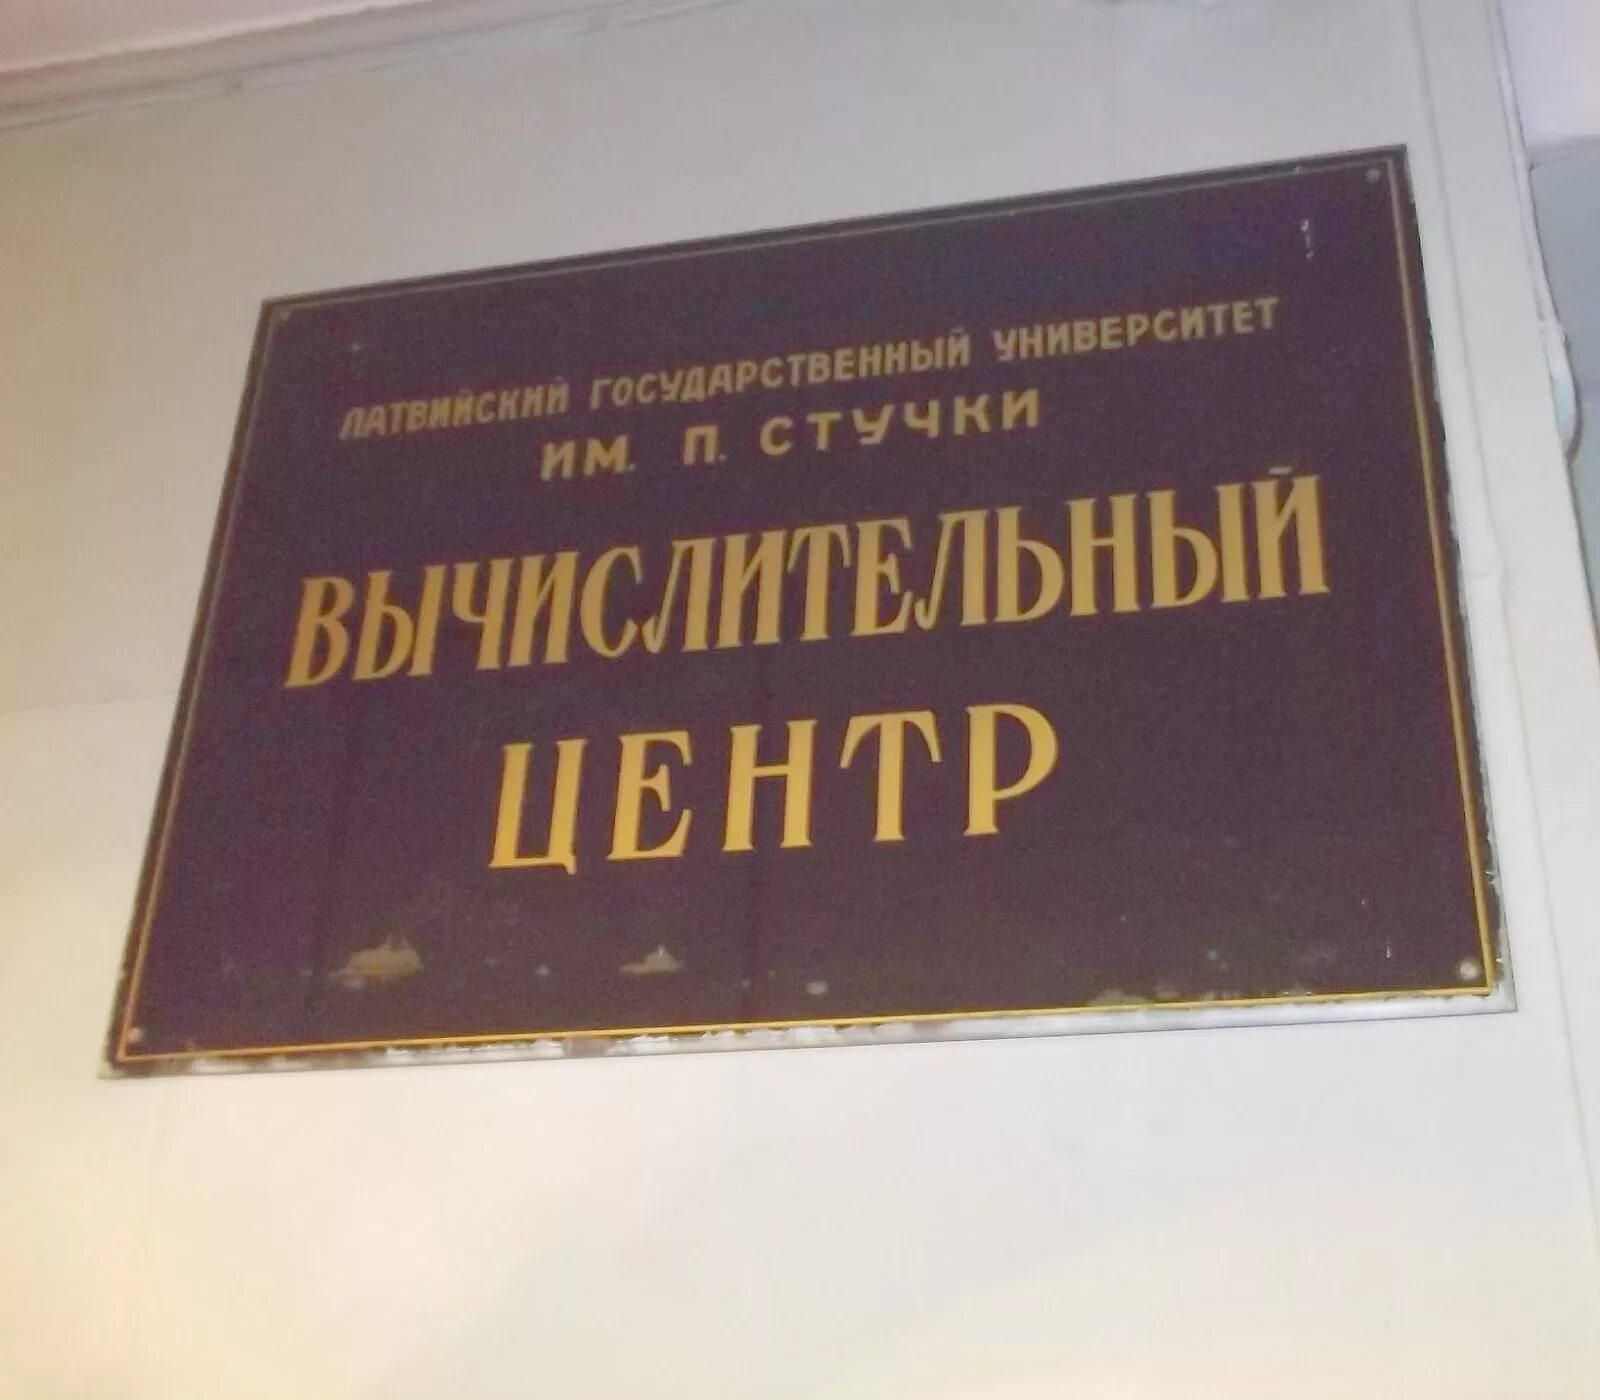 ЛАТВИЙСКИЙ ГОСУДАРСТВЕННЫЙ УНИВЕРСИТЕТ
ИМ. П. СТУЧКИ
ВЫЧИСЛИТЕЛЬНЫЙ
ЦЕНТР